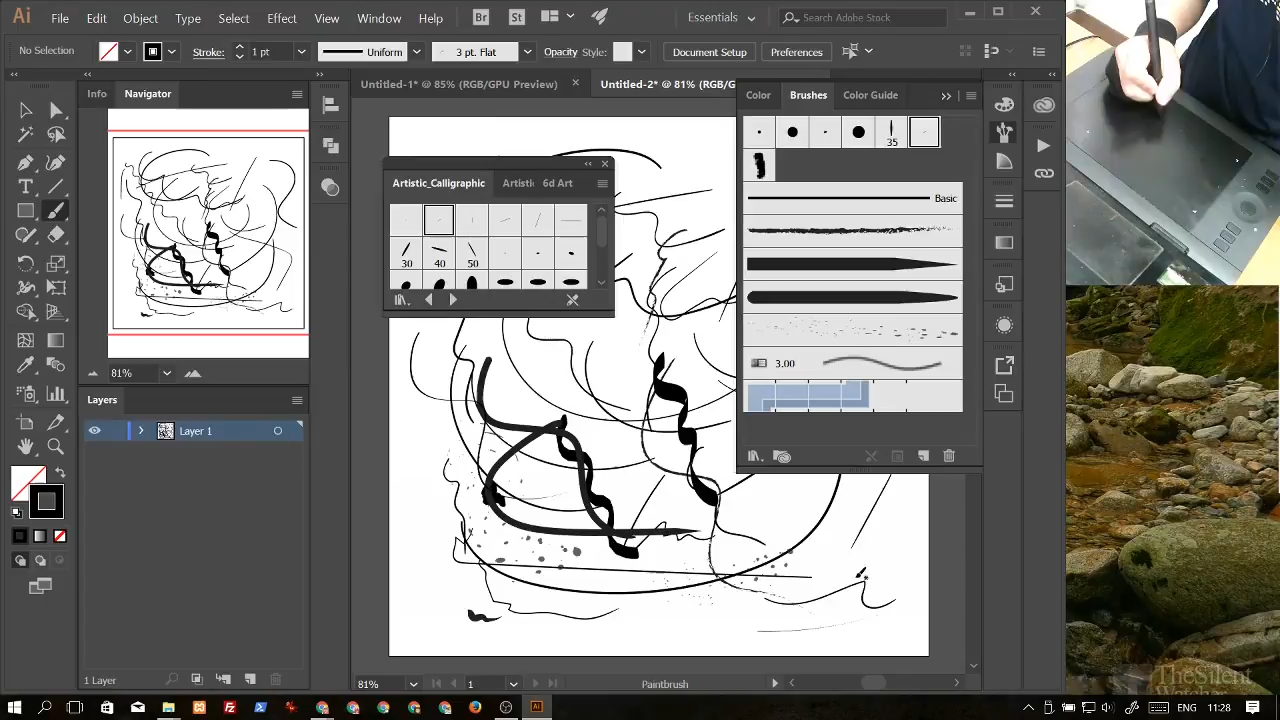 Ai File Edit Object Type Select Effect View Window Help Br St Essentials Search Adobe Stock
No Selection Stroke: 1 pt Uniform 3 pt. Flat Opacity Style: Document Setup Preferences
Info Navigator
Untitled-1* @ 85% (RGB/GPU Preview) Untitled-2* @ 81% (RGB/G
Color Brushes Color Guide
35
Artistic_Calligraphic Artistic 6d Art
Basic
30 40 50
3.00
81%
Layers
Layer 1
1 Layer
81% 1 Paintbrush
TheSilent
Watcher
11:28